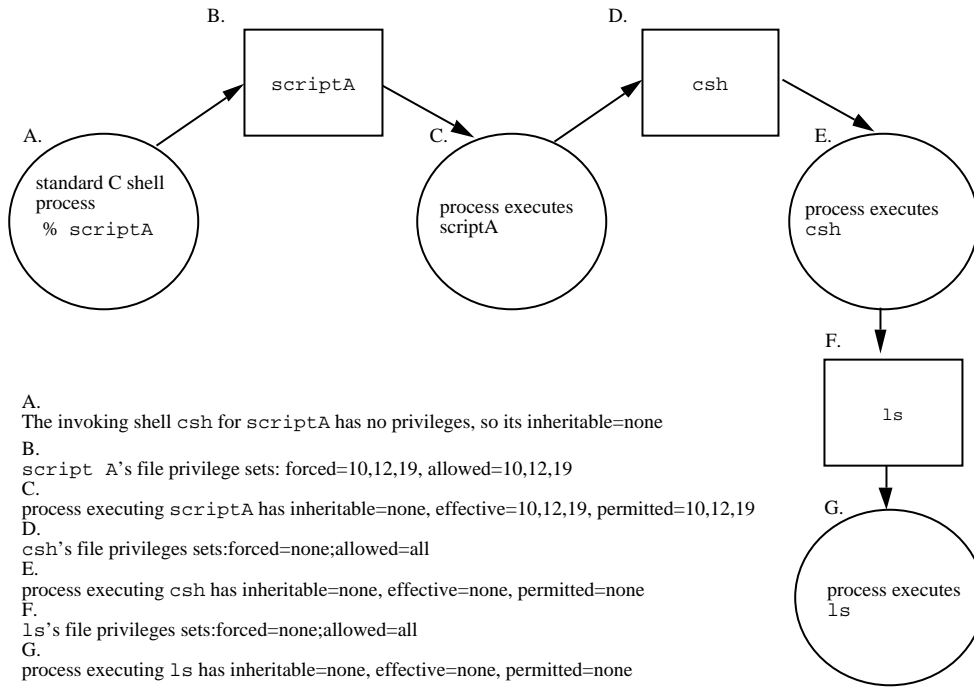 B.
scriptA
D.
csh
A.
standard C shell
process
% scriptA
C.
process executes
scriptA
E.
process executes
csh
F.
ls
G.
process executes
ls
A.
The invoking shell csh for scriptA has no privileges, so its inheritable=none
B.
script A's file privilege sets: forced=10,12,19, allowed=10,12,19
C.
process executing scriptA has inheritable=none, effective=10,12,19, permitted=10,12,19
D.
csh's file privileges sets:forced=none;allowed=all
E.
process executing csh has inheritable=none, effective=none, permitted=none
F.
ls's file privileges sets:forced=none;allowed=all
G.
process executing ls has inheritable=none, effective=none, permitted=none